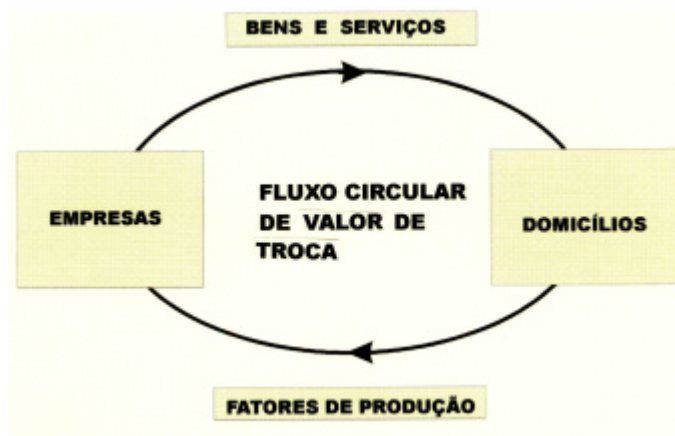 BENS E SERVIÇOS
EMPRESAS
FLUXO CIRCULAR
DE VALOR DE
TROCA
DOMICÍLIOS
FATORES DE PRODUÇÃO